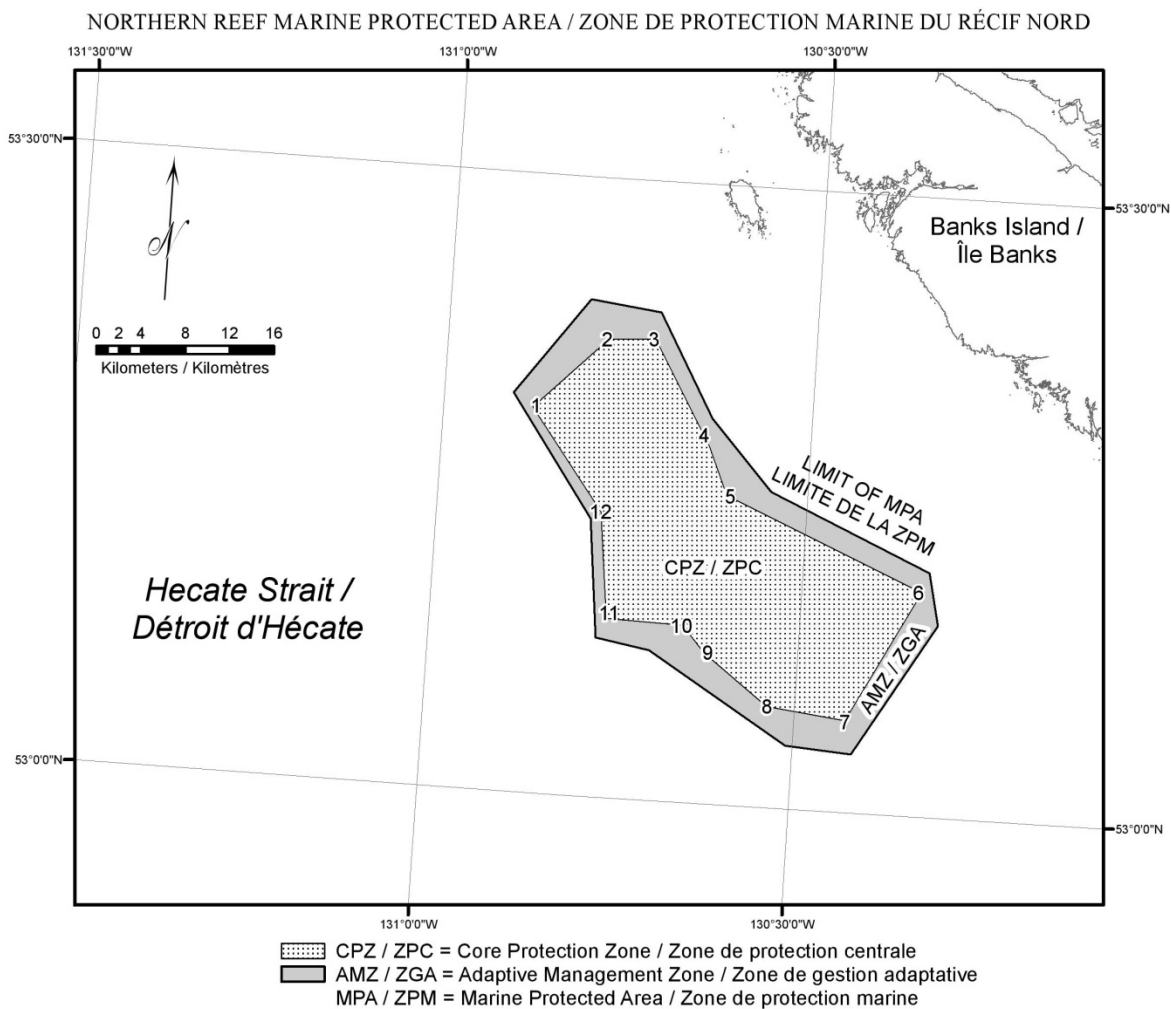 NORTHERN REEF MARINE PROTECTED AREA / ZONE DE PROTECTION MARINE DU RÉCIF NORD
131°30'0"W
131°0'0"W
130°30'0"W
53°30'0"N
53°30'0"N
N
Banks Island /
Île Banks
0 2 4 8 12 16
Kilometers / Kilomètres
2
3
1
4
LIMIT OF MPA
LIMITE DE LA ZPM
5
12
CPZ / ZPC
6
Hecate Strait /
Détroit d'Hécate
11
10
9
AMZ / ZGA
8
7
53°0'0"N
53°0'0"N
131°0'0"W
130°30'0"W
CPZ / ZPC = Core Protection Zone / Zone de protection centrale
AMZ / ZGA = Adaptive Management Zone / Zone de gestion adaptative
MPA / ZPM = Marine Protected Area / Zone de protection marine